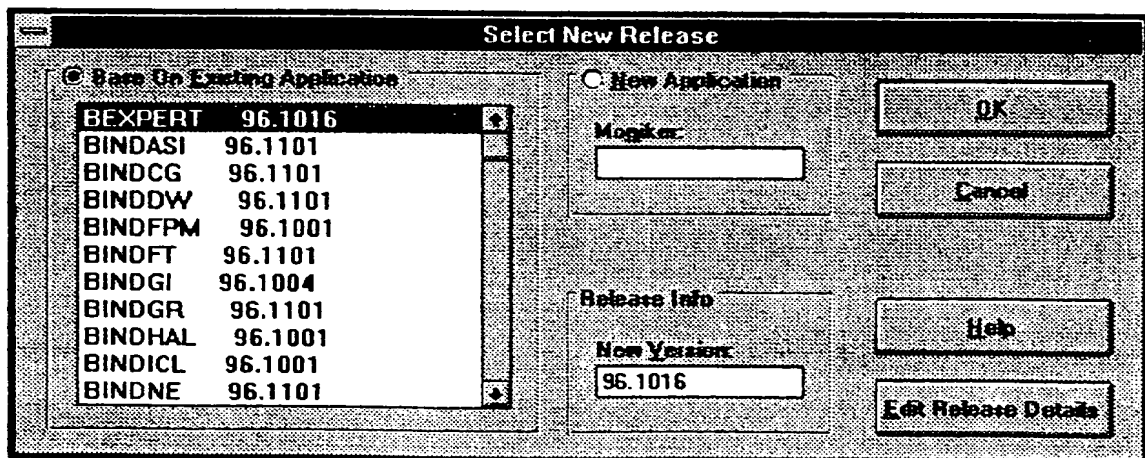 Select New Release
Base On Existing Application
BEXPERT 96.1016
BINDASI 96.1101
BINDCG 96.1101
BINDDW 96.1101
BINDFPM 96.1001
BINDFT 96.1101
BINDGI 96.1004
BINDGR 96.1101
BINDHAL 96.1001
BINDICL 96.1001
BINDNE 96.1101
New Application
Mogiker:
Release Info
New Version:
96.1016
OK
Cancel
Help
Edit Release Details